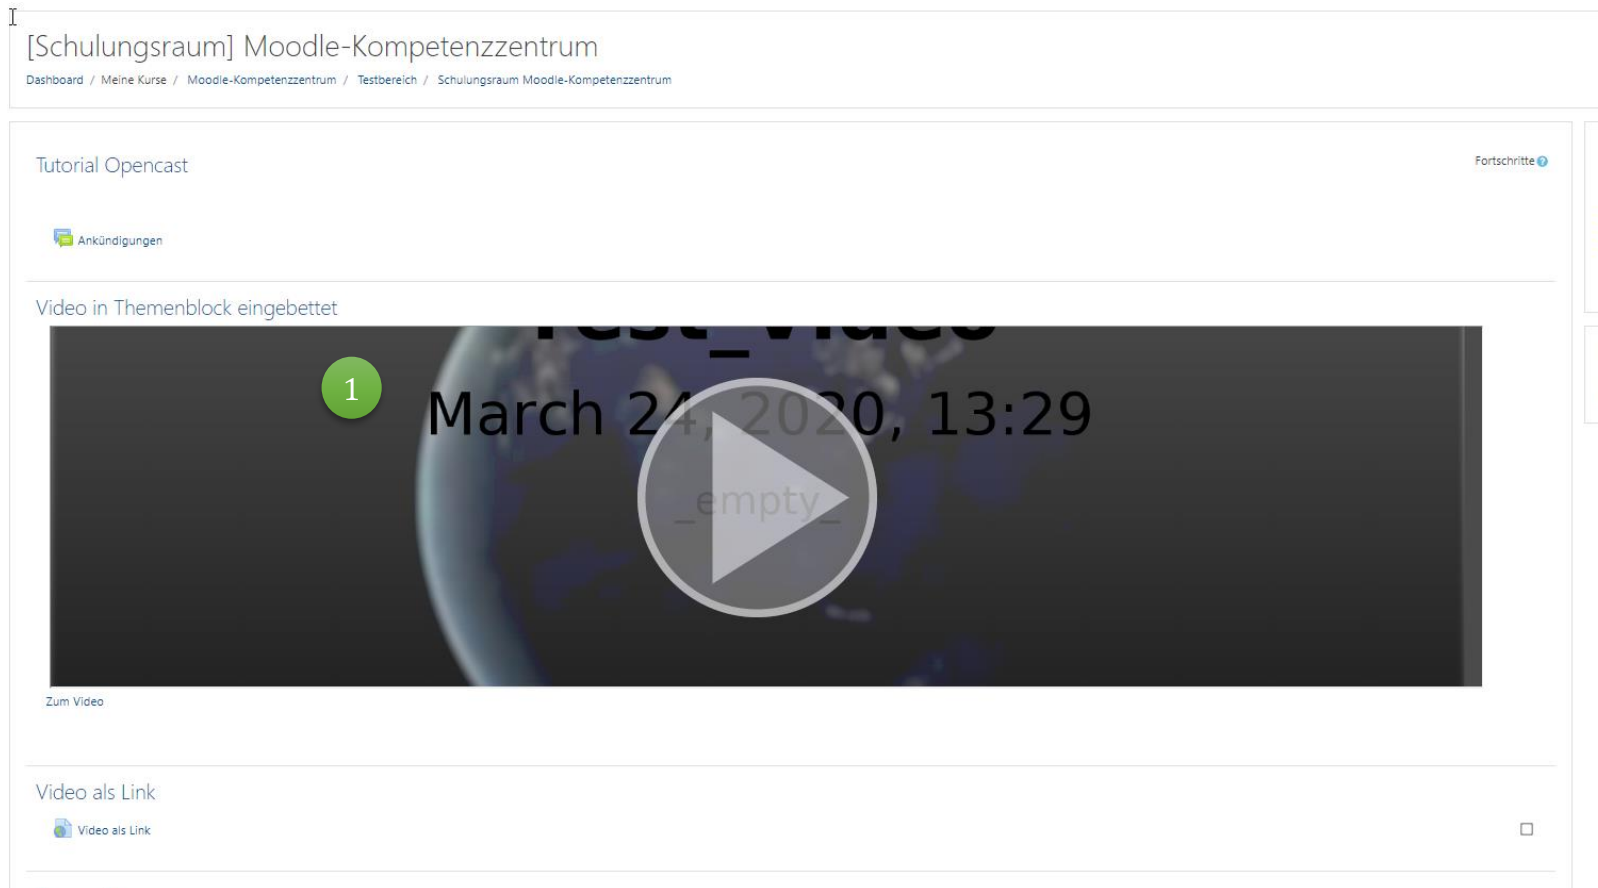 [Schulungsraum] Moodle-Kompetenzzentrum
Dashboard / Meine Kurse / Moodle-Kompetenzzentrum / Testbereich / Schulungsraum Moodle-Kompetenzzentrum
Tutorial Opencast
Fortschritte
Ankündigungen
Video in Themenblock eingebettet
Test_Video
1
March 24, 2020, 13:29
_empty_
Zum Video
Video als Link
Video als Link